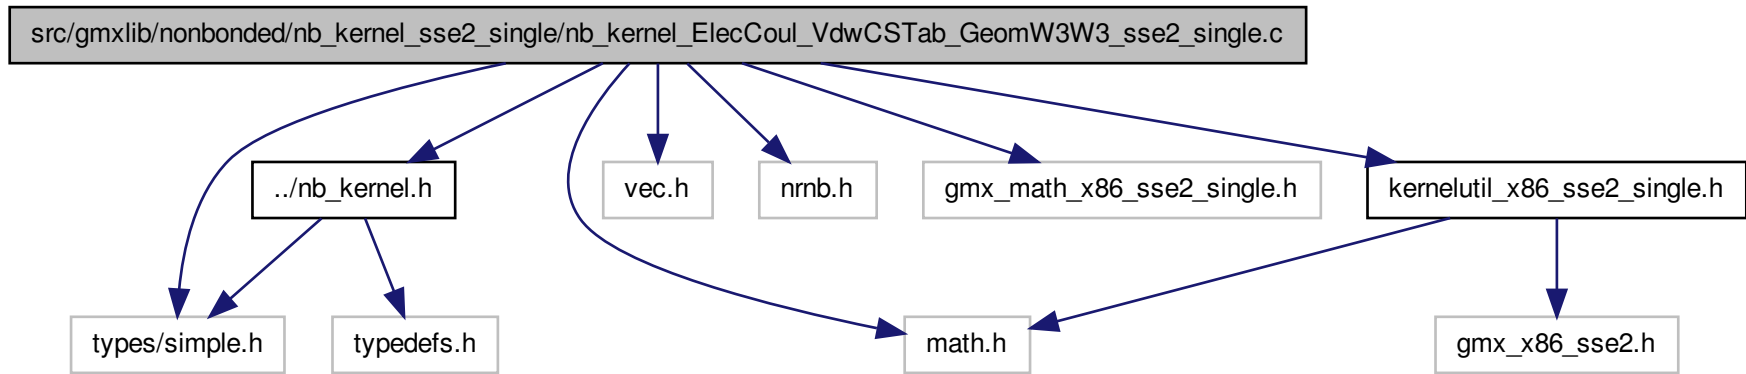 src/gmxlib/nonbonded/nb_kernel_sse2_single/nb_kernel_ElecCoul_VdwCSTab_GeomW3W3_sse2_single.c
../nb_kernel.h
vec.h
nrnb.h
gmx_math_x86_sse2_single.h
kernelutil_x86_sse2_single.h
types/simple.h
typedefs.h
math.h
gmx_x86_sse2.h